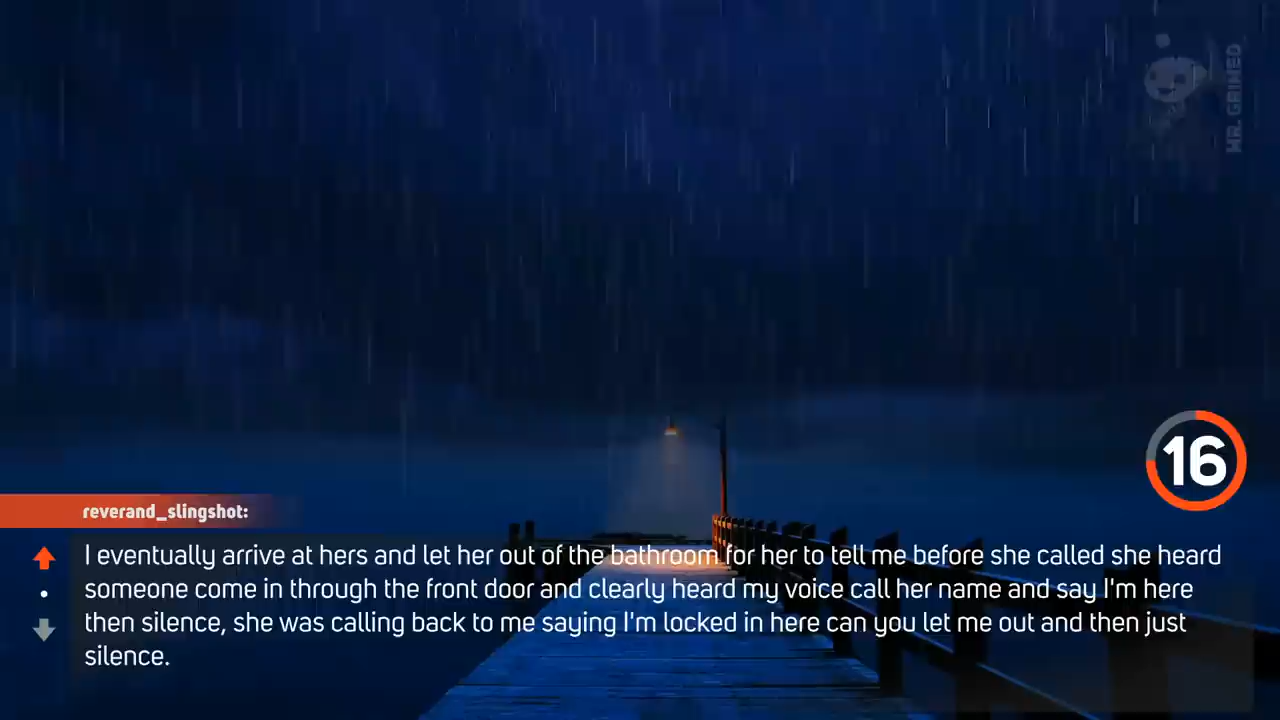 MR. GRIMED
16
reverand_slingshot:
I eventually arrive at hers and let her out of the bathroom for her to tell me before she called she heard
someone come in through the front door and clearly heard my voice call her name and say I'm here
then silence, she was calling back to me saying I'm locked in here can you let me out and then just
silence.